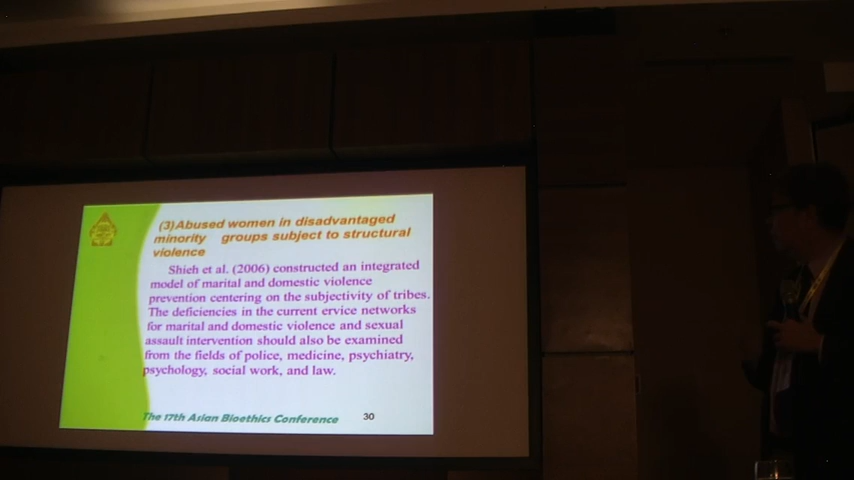 (3)Abused women in disadvantaged
minority groups subject to structural
violence
Shieh et al. (2006) constructed an integrated
model of marital and domestic violence
prevention centering on the subjectivity of tribes.
The deficiencies in the current ervice networks
for marital and domestic violence and sexual
assault intervention should also be examined
from the fields of police, medicine, psychiatry,
psychology, social work, and law.
The 17th Asian Bioethics Conference 30